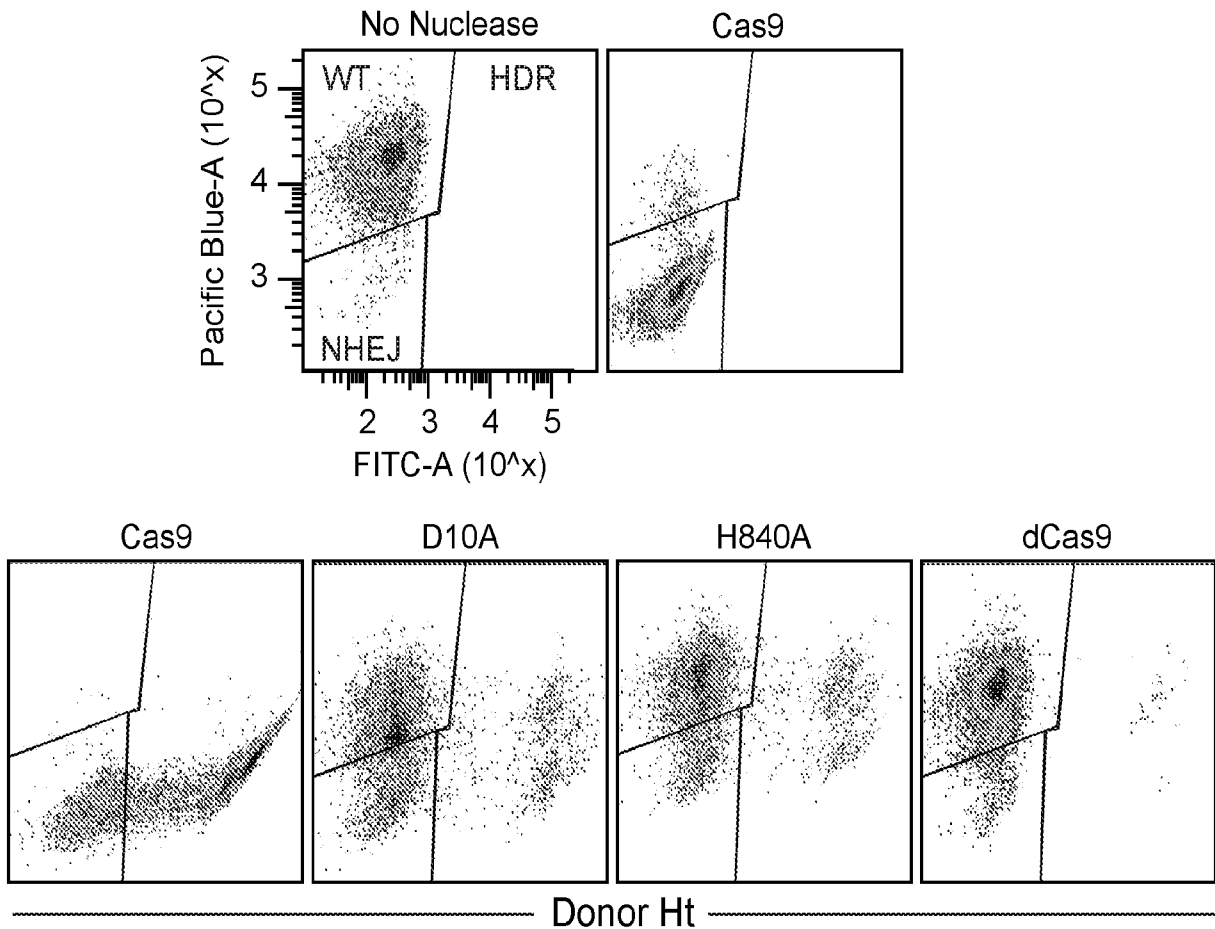 No Nuclease
Cas9
WT
HDR
NHEJ
5
4
3
Pacific Blue-A (10^x)
2 3 4 5
FITC-A (10^x)
Cas9
D10A
H840A
dCas9
Donor Ht